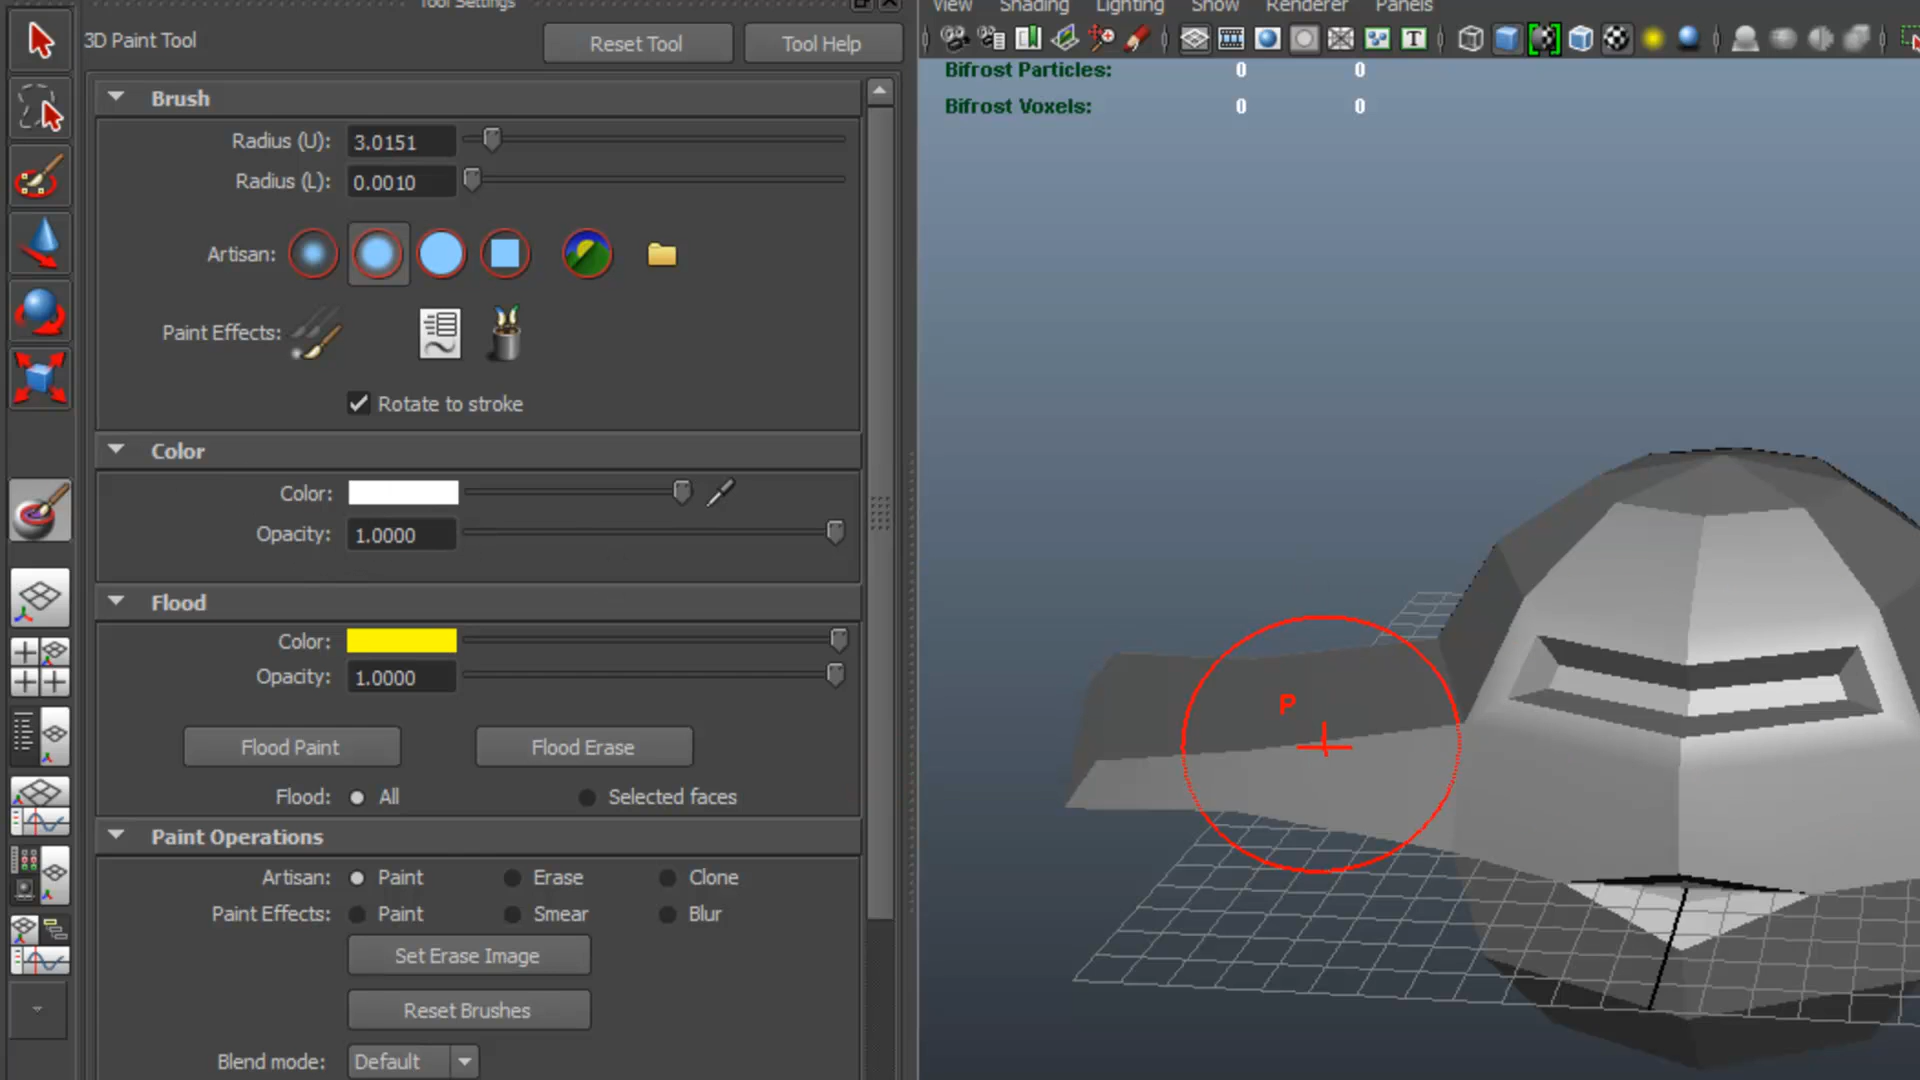 Tool Settings
View Shading Lighting Show Renderer Panels
3D Paint Tool
Reset Tool
Tool Help
Brush
Radius (U): 3.0151
Radius (L): 0.0010
Artisan:
Paint Effects:
Rotate to stroke
Color
Color:
Opacity: 1.0000
Flood
Color:
Opacity: 1.0000
Flood Paint
Flood Erase
Flood: All Selected faces
Paint Operations
Artisan: Paint Erase Clone
Paint Effects: Paint Smear Blur
Set Erase Image
Reset Brushes
Blend mode: Default
T
Bifrost Particles: 0 0
Bifrost Voxels: 0 0
P